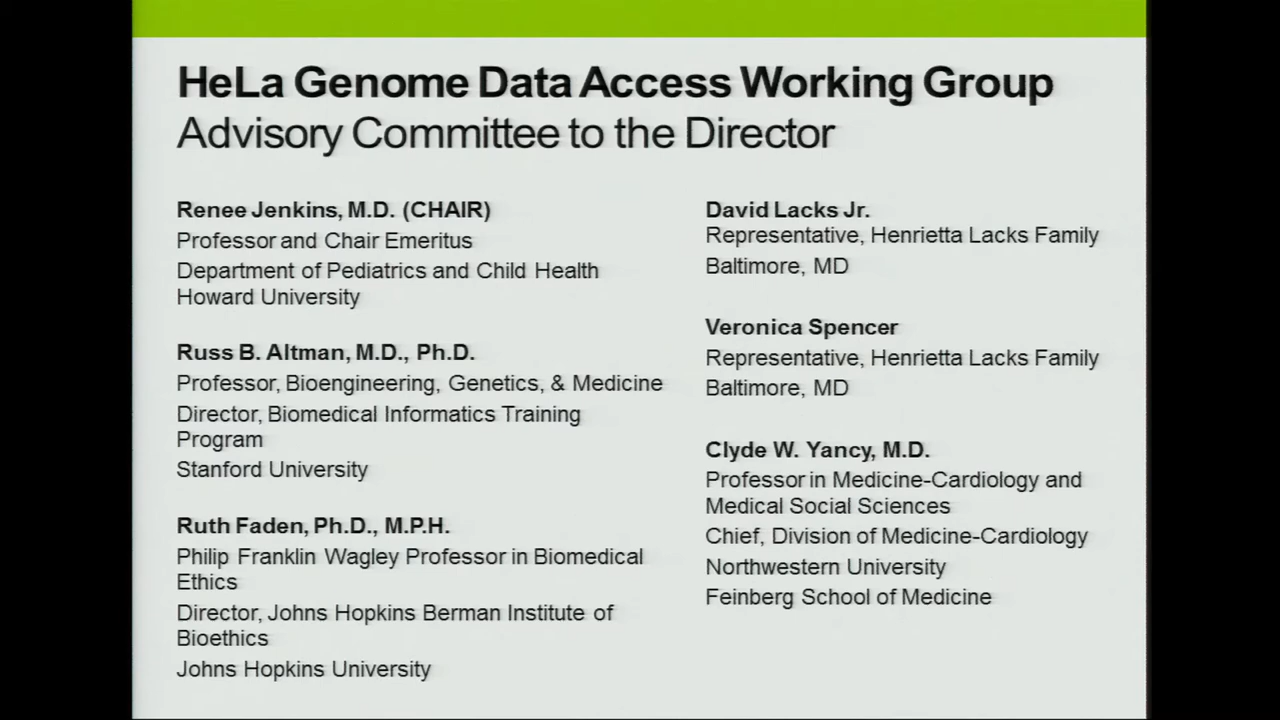 HeLa Genome Data Access Working Group
Advisory Committee to the Director
Renee Jenkins, M.D. (CHAIR)
Professor and Chair Emeritus
Department of Pediatrics and Child Health
Howard University
Russ B. Altman, M.D., Ph.D.
Professor, Bioengineering, Genetics, & Medicine
Director, Biomedical Informatics Training
Program
Stanford University
Ruth Faden, Ph.D., M.P.H.
Philip Franklin Wagley Professor in Biomedical
Ethics
Director, Johns Hopkins Berman Institute of
Bioethics
Johns Hopkins University
David Lacks Jr.
Representative, Henrietta Lacks Family
Baltimore, MD
Veronica Spencer
Representative, Henrietta Lacks Family
Baltimore, MD
Clyde W. Yancy, M.D.
Professor in Medicine-Cardiology and
Medical Social Sciences
Chief, Division of Medicine-Cardiology
Northwestern University
Feinberg School of Medicine